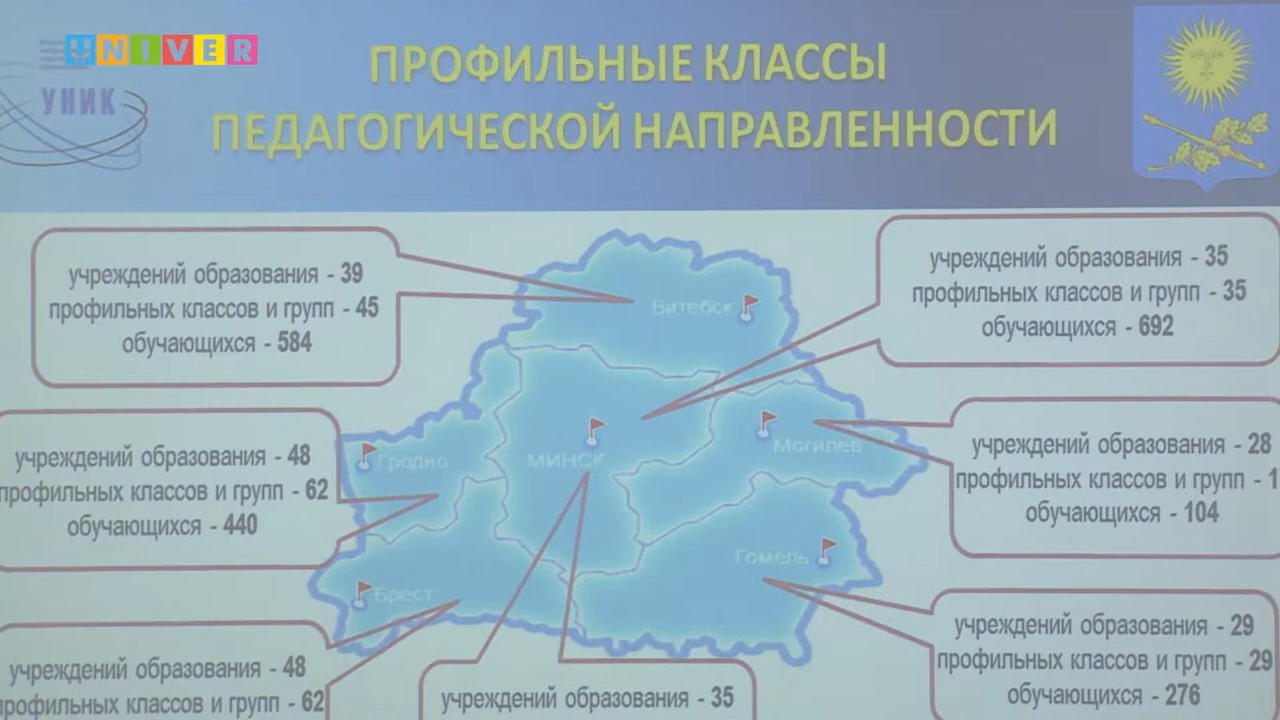 UNIVER
УНИК
ПРОФИЛЬНЫЕ КЛАССЫ
ПЕДАГОГИЧЕСКОЙ НАПРАВЛЕННОСТИ
учреждений образования - 39
профильных классов и групп - 45
обучающихся - 584
учреждений образования - 35
профильных классов и групп - 35
обучающихся - 692
Витебск
учреждений образования - 48
профильных классов и групп - 62
обучающихся - 440
Гродно
МИНСК
Могилев
учреждений образования - 28
профильных классов и групп - 1
обучающихся - 104
Гомель
Брест
учреждений образования - 48
профильных классов и групп - 62
учреждений образования - 35
учреждений образования - 29
профильных классов и групп - 29
обучающихся - 276